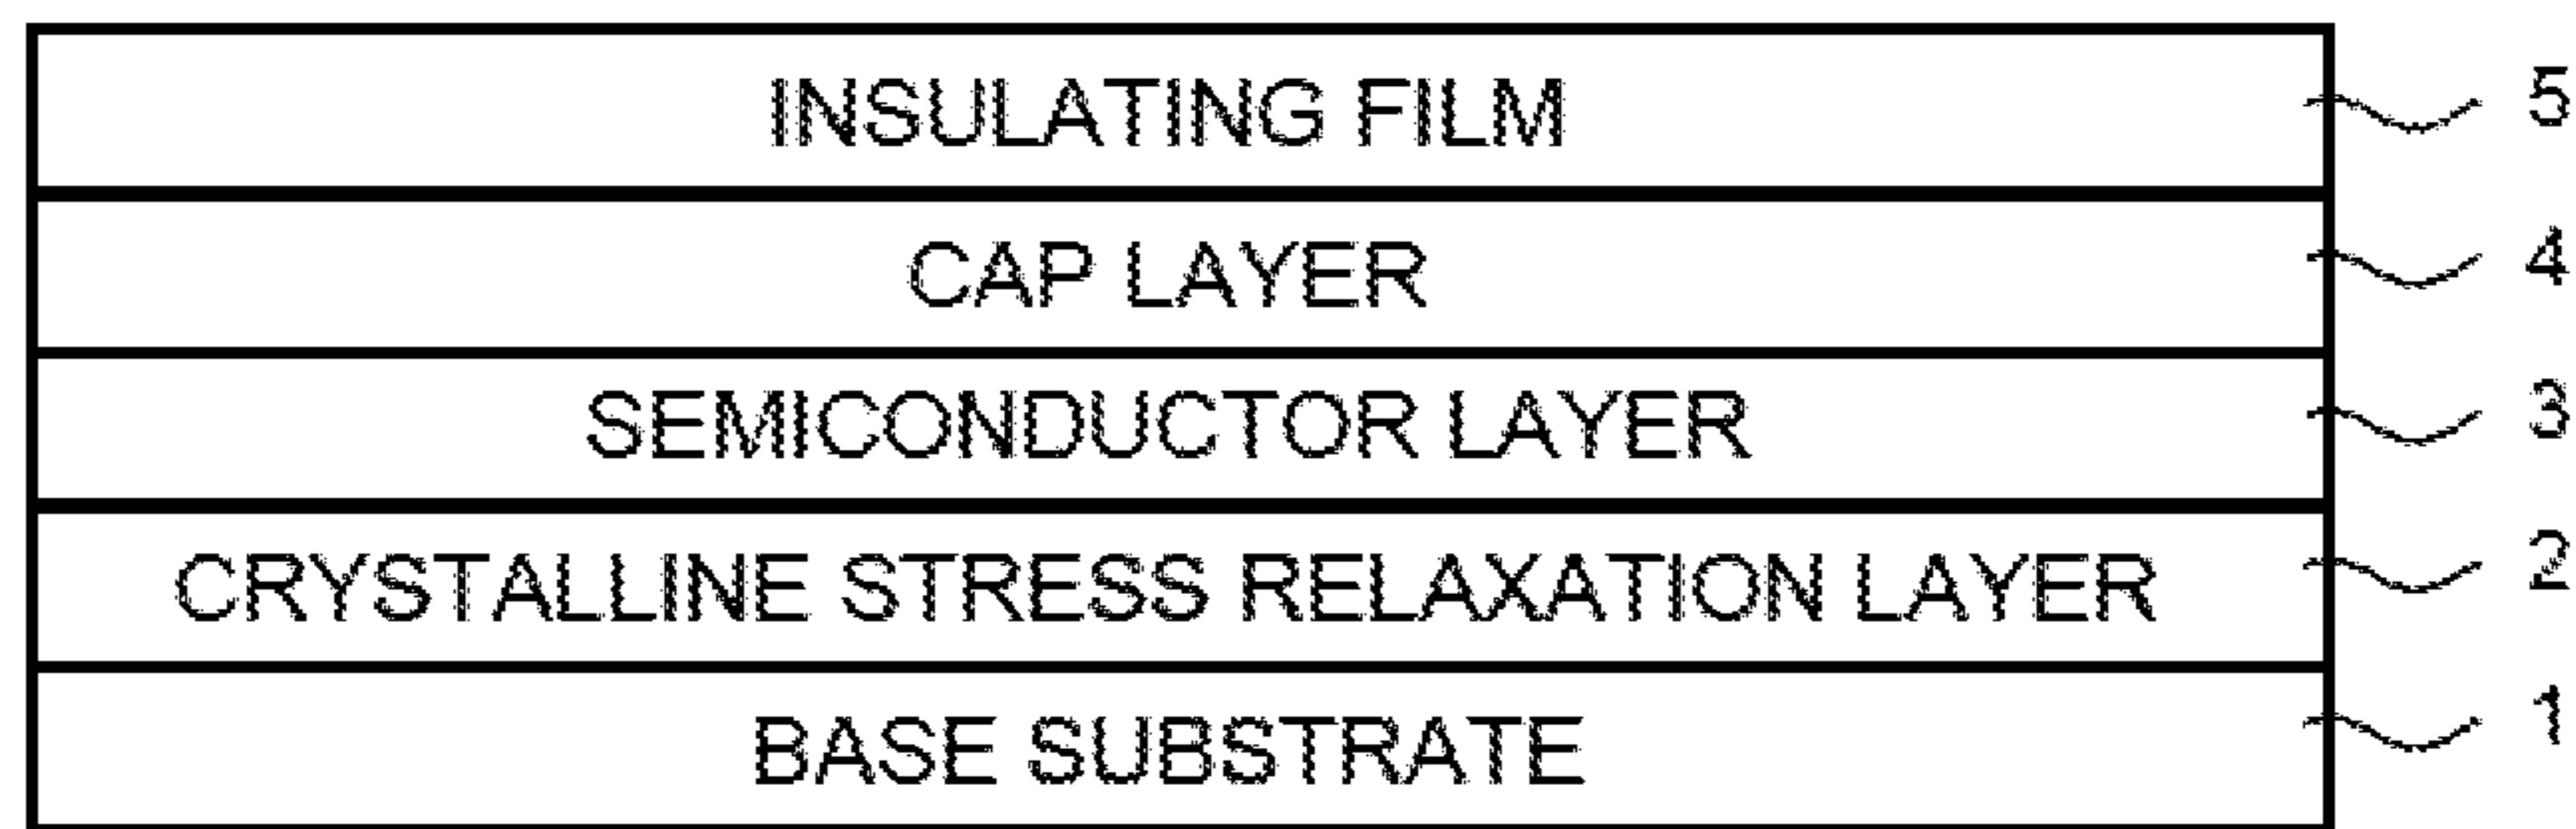 INSULATING FILM 5
CAP LAYER 4
SEMICONDUCTOR LAYER 3
CRYSTALLINE STRESS RELAXATION LAYER 2
BASE SUBSTRATE 1